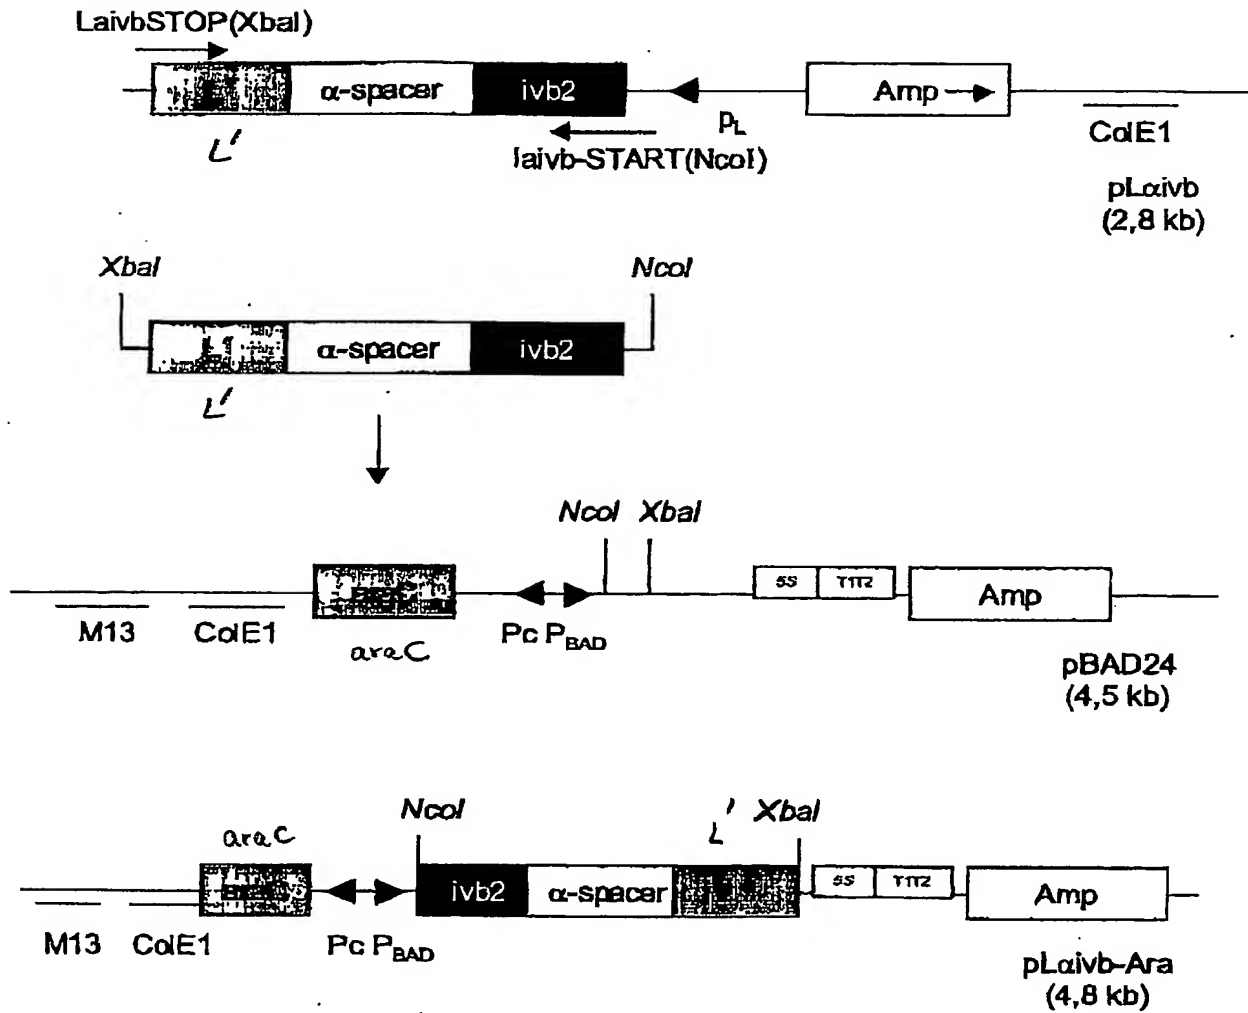 LaivbSTOP(XbaI)
α-spacer
ivb2
Amp
L'
pL
ColE1
laivb-START(NcoI)
pLαivb
(2,8 kb)
XbaI
NcoI
α-spacer
ivb2
L'
NcoI XbaI
5S
T1T2
Amp
M13
ColE1
araC
Pc PBAD
pBAD24
(4,5 kb)
araC
NcoI
L'
XbaI
ivb2
α-spacer
5S
T1T2
Amp
M13
ColE1
Pc PBAD
pLαivb-Ara
(4,8 kb)